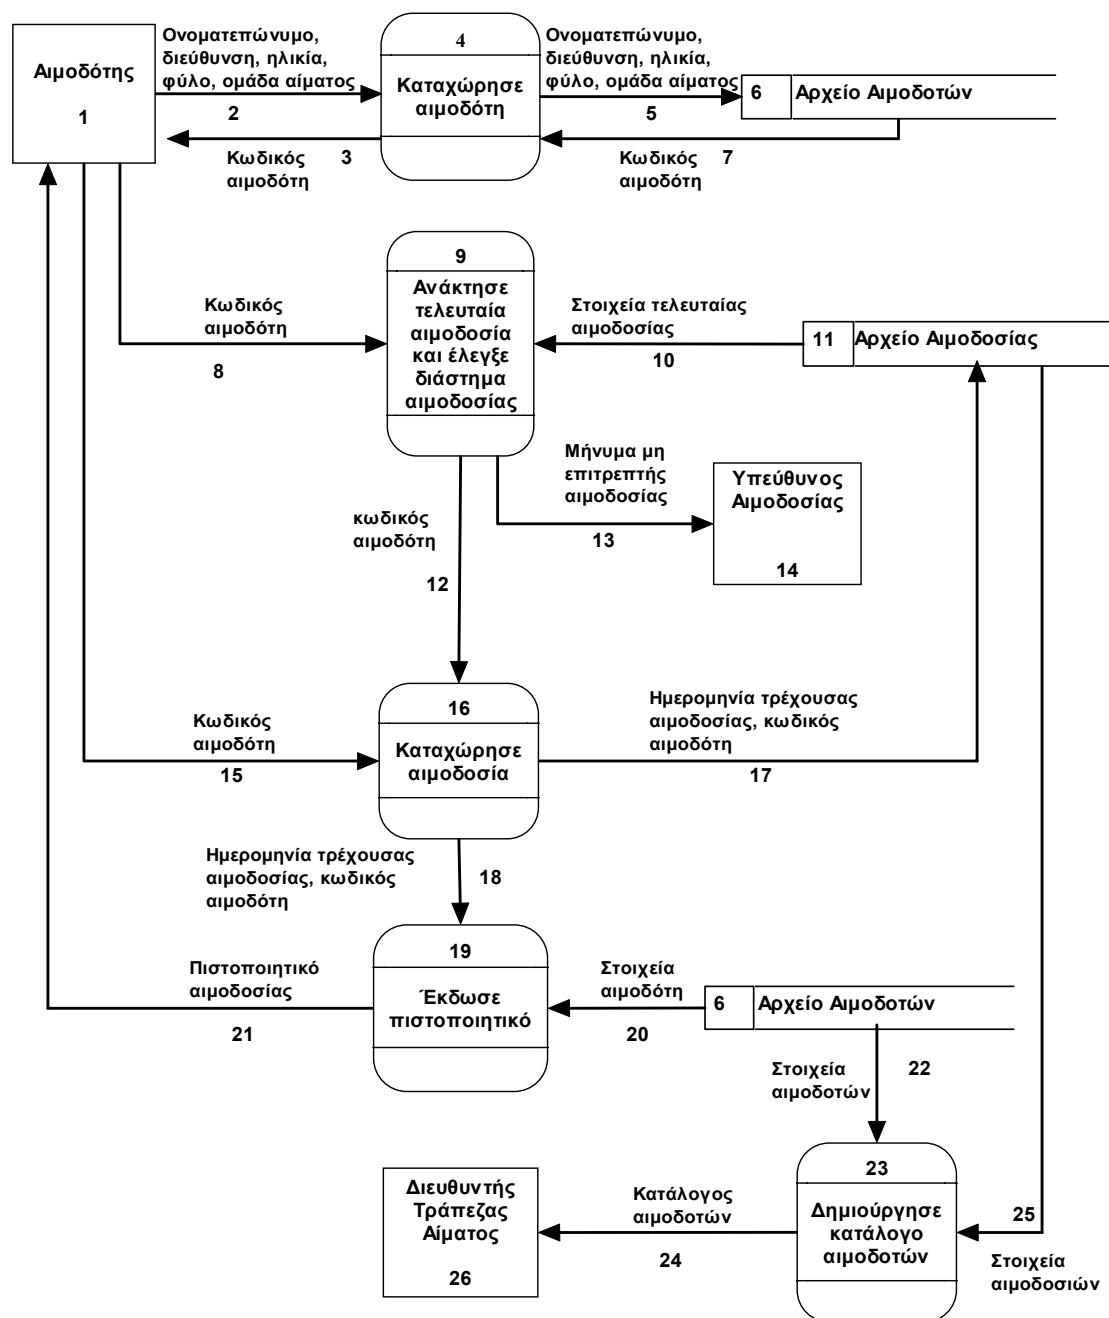 Αιμοδότης
1
Ονοματεπώνυμο,
διεύθυνση, ηλικία,
φύλο, ομάδα αίματος
2
3
Κωδικός
αιμοδότη
4
Καταχώρησε
αιμοδότη
Ονοματεπώνυμο,
διεύθυνση, ηλικία,
φύλο, ομάδα αίματος
5
7
Κωδικός
αιμοδότη
6 Αρχείο Αιμοδοτών
Κωδικός
αιμοδότη
8
9
Ανάκτησε
τελευταία
αιμοδοσία
και έλεγξε
διάστημα
αιμοδοσίας
Στοιχεία τελευταίας
αιμοδοσίας
10
11 Αρχείο Αιμοδοσίας
κωδικός
αιμοδότη
12
Μήνυμα μη
επιτρεπτής
αιμοδοσίας
13
Υπεύθυνος
Αιμοδοσίας
14
Κωδικός
αιμοδότη
15
16
Καταχώρησε
αιμοδοσία
Ημερομηνία τρέχουσας
αιμοδοσίας, κωδικός
αιμοδότη
17
Ημερομηνία τρέχουσας
αιμοδοσίας, κωδικός
αιμοδότη
18
Πιστοποιητικό
αιμοδοσίας
21
19
Έκδωσε
πιστοποιητικό
Στοιχεία
αιμοδότη
20
6 Αρχείο Αιμοδοτών
Στοιχεία
αιμοδοτών
22
Διευθυντής
Τράπεζας
Αίματος
26
Κατάλογος
αιμοδοτών
24
23
Δημιούργησε
κατάλογο
αιμοδοτών
25
Στοιχεία
αιμοδοσιών